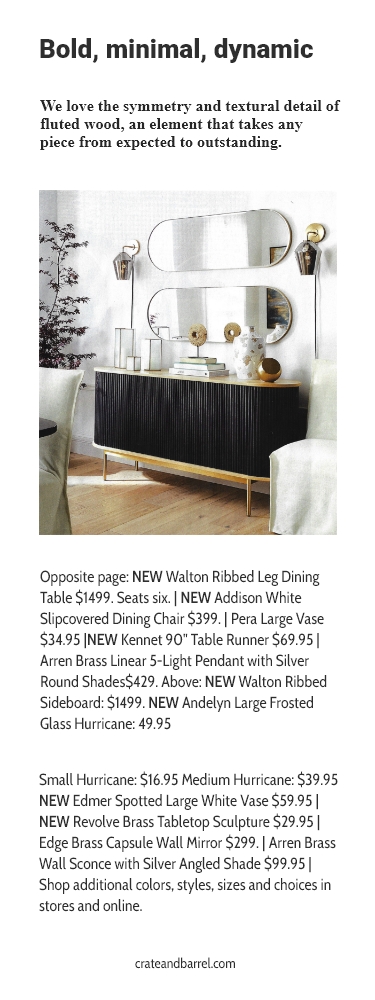 Bold, minimal, dynamic
We love the symmetry and textural detail of
fluted wood, an element that takes any
piece from expected to outstanding.
Opposite page: NEW Walton Ribbed Leg Dining
Table $1499. Seats six. | NEW Addison White
Slipcovered Dining Chair $399. | Pera Large Vase
$34.95 |NEW Kennet 90" Table Runner $69.95 |
Arren Brass Linear 5-Light Pendant with Silver
Round Shades$429. Above: NEW Walton Ribbed
Sideboard: $1499. NEW Andelyn Large Frosted
Glass Hurricane: 49.95
Small Hurricane: $16.95 Medium Hurricane: $39.95
NEW Edmer Spotted Large White Vase $59.95 |
NEW Revolve Brass Tabletop Sculpture $29.95 |
Edge Brass Capsule Wall Mirror $299. | Arren Brass
Wall Sconce with Silver Angled Shade $99.95 |
Shop additional colors, styles, sizes and choices in
stores and online.
crateandbarrel.com